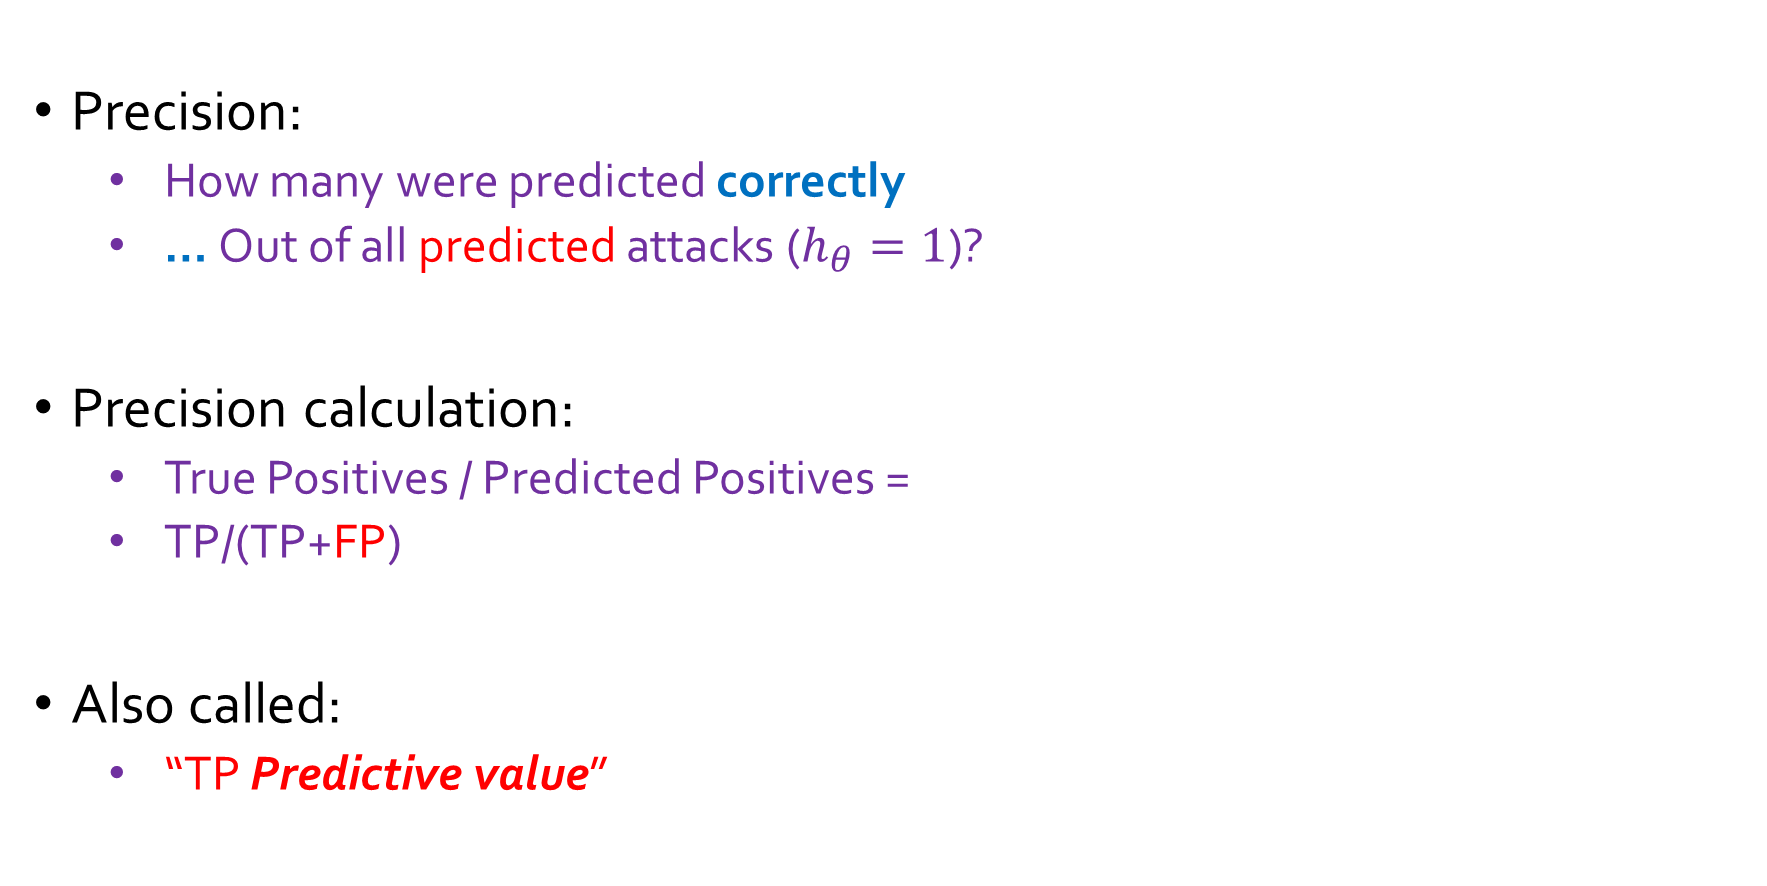 • Precision:
• How many were predicted correctly
• ... Out of all predicted attacks (ℎ𝜃 = 1)?
• Precision calculation:
• True Positives / Predicted Positives =
• TP/(TP+FP)
• Also called:
• “TP Predictive value”